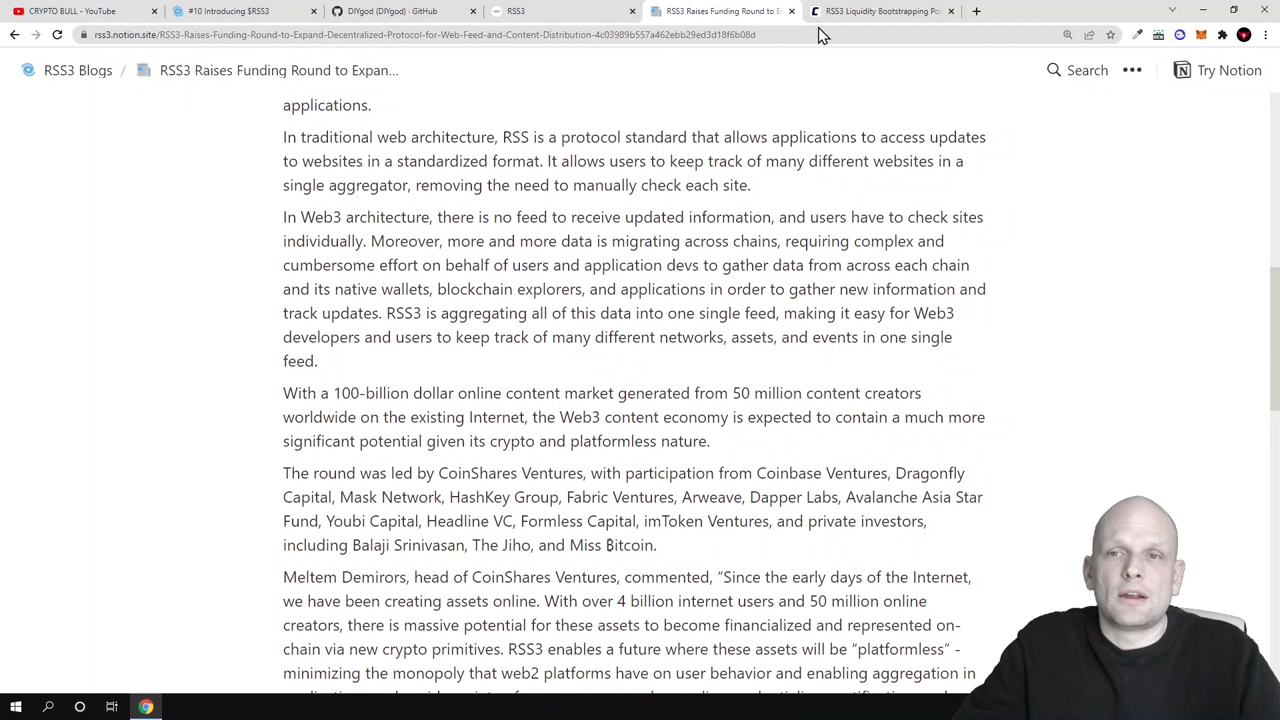 CRYPTO BULL - YouTube
#10 Introducing $RSS3
DIYgod (DIYgod) · GitHub
RSS3
RSS3 Raises Funding Round to E
RSS3 Liquidity Bootstrapping Po
rss3.notion.site/RSS3-Raises-Funding-Round-to-Expand-Decentralized-Protocol-for-Web-Feed-and-Content-Distribution-4c03989b557a462ebb29ed3d18f6b08d
RSS3 Blogs / RSS3 Raises Funding Round to Expan...
Search ••• Try Notion
applications.
In traditional web architecture, RSS is a protocol standard that allows applications to access updates
to websites in a standardized format. It allows users to keep track of many different websites in a
single aggregator, removing the need to manually check each site.
In Web3 architecture, there is no feed to receive updated information, and users have to check sites
individually. Moreover, more and more data is migrating across chains, requiring complex and
cumbersome effort on behalf of users and application devs to gather data from across each chain
and its native wallets, blockchain explorers, and applications in order to gather new information and
track updates. RSS3 is aggregating all of this data into one single feed, making it easy for Web3
developers and users to keep track of many different networks, assets, and events in one single
feed.
With a 100-billion dollar online content market generated from 50 million content creators
worldwide on the existing Internet, the Web3 content economy is expected to contain a much more
significant potential given its crypto and platformless nature.
The round was led by CoinShares Ventures, with participation from Coinbase Ventures, Dragonfly
Capital, Mask Network, HashKey Group, Fabric Ventures, Arweave, Dapper Labs, Avalanche Asia Star
Fund, Youbi Capital, Headline VC, Formless Capital, imToken Ventures, and private investors,
including Balaji Srinivasan, The Jiho, and Miss ₿itcoin.
Meltem Demirors, head of CoinShares Ventures, commented, “Since the early days of the Internet,
we have been creating assets online. With over 4 billion internet users and 50 million online
creators, there is massive potential for these assets to become financialized and represented on-
chain via new crypto primitives. RSS3 enables a future where these assets will be “platformless” -
minimizing the monopoly that web2 platforms have on user behavior and enabling aggregation in